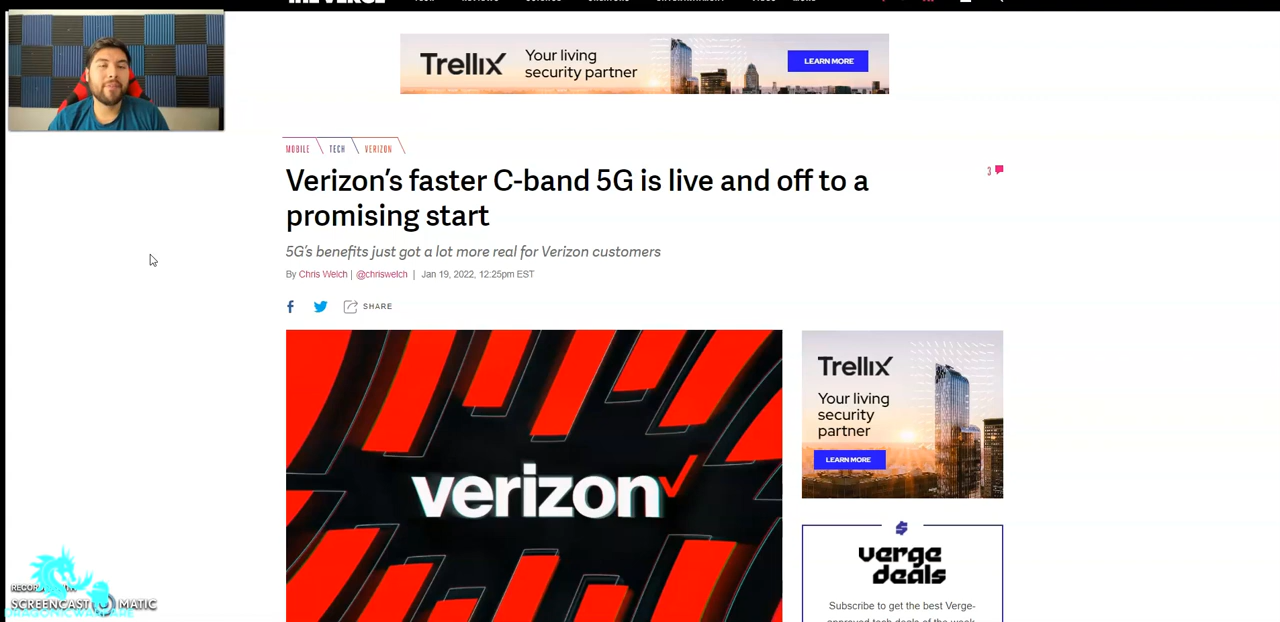 THE VERGE
Trellix
Your living
security partner
LEARN MORE
MOBILE
TECH
VERIZON
Verizon's faster C-band 5G is live and off to a
promising start
3
5G's benefits just got a lot more real for Verizon customers
By Chris Welch | @chriswelch | Jan 19, 2022, 12:25pm EST
SHARE
verizon
Trellix
Your living
security
partner
LEARN MORE
verge
deals
Subscribe to get the best Verge-
SCREENCAST MATIC
DRAGONICWARFARE